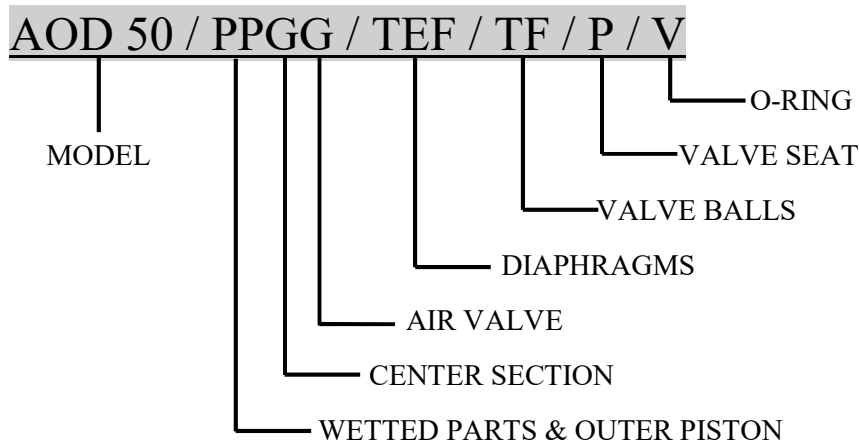 AOD 50 / PPGG / TEF / TF / P / V
O-RING
MODEL
VALVE SEAT
VALVE BALLS
DIAPHRAGMS
AIR VALVE
CENTER SECTION
WETTED PARTS & OUTER PISTON